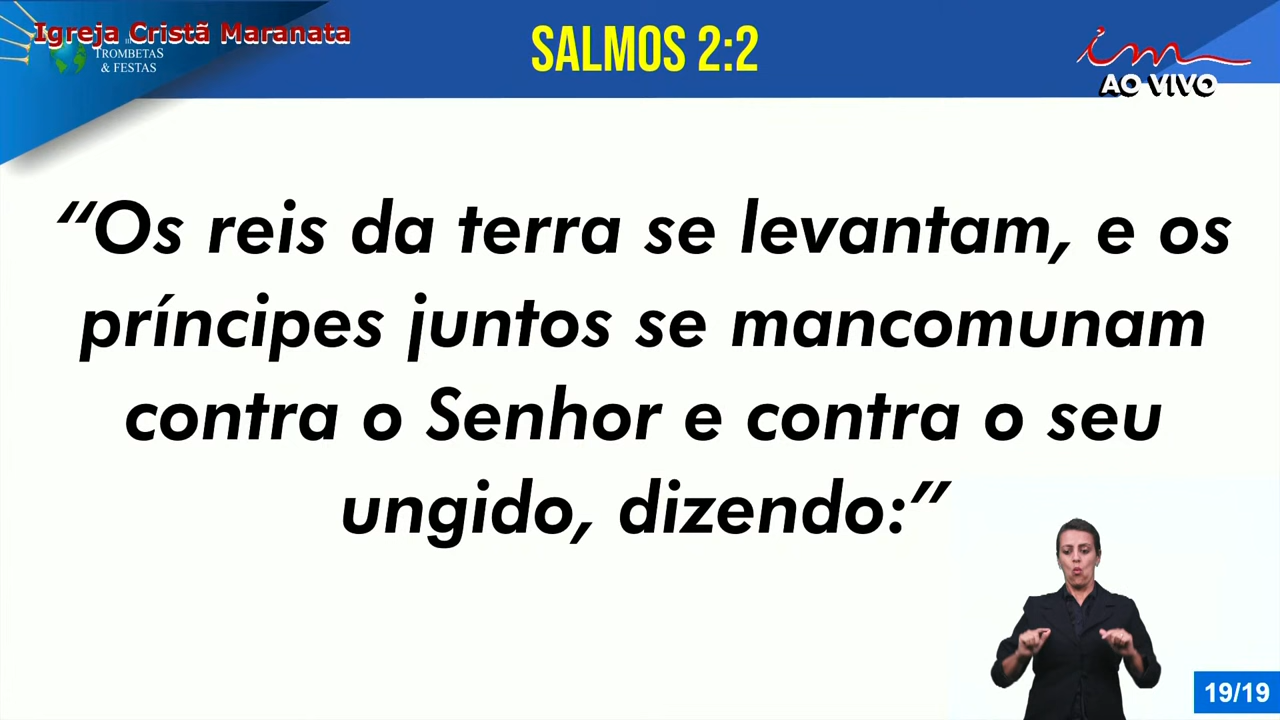 Igreja Cristã Maranata
TROMBETAS
& FESTAS
SALMOS 2:2
im
AO VIVO
“Os reis da terra se levantam, e os
príncipes juntos se mancomunam
contra o Senhor e contra o seu
ungido, dizendo:”
19/19